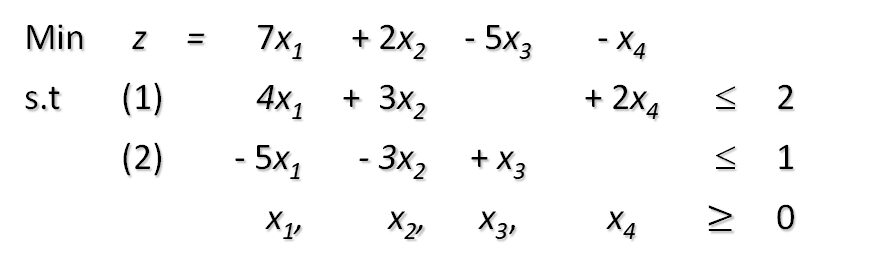 Min z = 7x₁ + 2x₂ - 5x₃ - x₄
s.t (1) 4x₁ + 3x₂ + 2x₄ ≤ 2
(2) - 5x₁ - 3x₂ + x₃ ≤ 1
x₁, x₂, x₃, x₄ ≥ 0